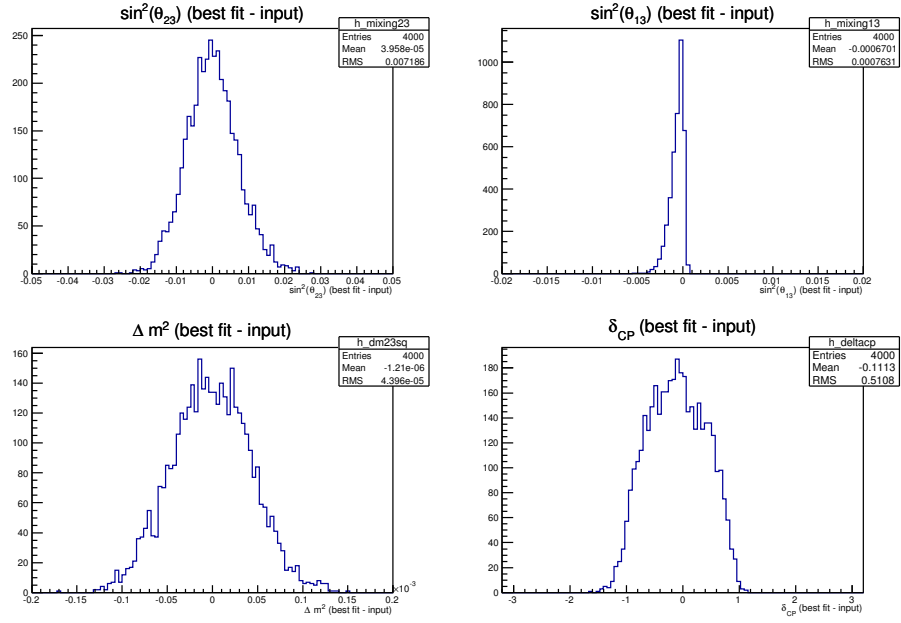 sin²(θ₂₃) (best fit - input)
h_mixing23
Entries 4000
Mean 3.958e-05
RMS 0.007186
250
200
150
100
50
0
-0.05 -0.04 -0.03 -0.02 -0.01 0 0.01 0.02 0.03 0.04 0.05
sin²(θ₂₃) (best fit - input)
sin²(θ₁₃) (best fit - input)
h_mixing13
Entries 4000
Mean -0.0006701
RMS 0.0007631
1000
800
600
400
200
0
-0.02 -0.015 -0.01 -0.005 0 0.005 0.01 0.015 0.02
sin²(θ₁₃) (best fit - input)
Δ m² (best fit - input)
h_dm23sq
Entries 4000
Mean -1.21e-06
RMS 4.396e-05
160
140
120
100
80
60
40
20
0
-0.2 -0.15 -0.1 -0.05 0 0.05 0.1 0.15 0.2
×10⁻³
Δ m² (best fit - input)
δCP (best fit - input)
h_deltacp
Entries 4000
Mean -0.1113
RMS 0.5108
180
160
140
120
100
80
60
40
20
0
-3 -2 -1 0 1 2 3
δCP (best fit - input)